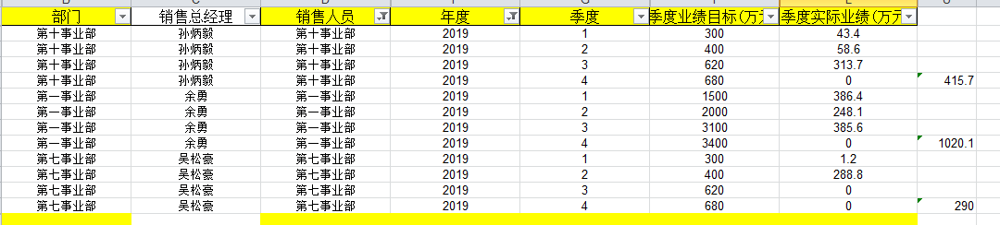 部门 销售总经理 销售人员 年度 季度 季度业绩目标(万元 季度实际业绩(万元
第十事业部 孙炳毅 第十事业部 2019 1 300 43.4
第十事业部 孙炳毅 第十事业部 2019 2 400 58.6
第十事业部 孙炳毅 第十事业部 2019 3 620 313.7
第十事业部 孙炳毅 第十事业部 2019 4 680 0 415.7
第一事业部 余勇 第一事业部 2019 1 1500 386.4
第一事业部 余勇 第一事业部 2019 2 2000 248.1
第一事业部 余勇 第一事业部 2019 3 3100 385.6
第一事业部 余勇 第一事业部 2019 4 3400 0 1020.1
第七事业部 吴松豪 第七事业部 2019 1 300 1.2
第七事业部 吴松豪 第七事业部 2019 2 400 288.8
第七事业部 吴松豪 第七事业部 2019 3 620 0
第七事业部 吴松豪 第七事业部 2019 4 680 0 290